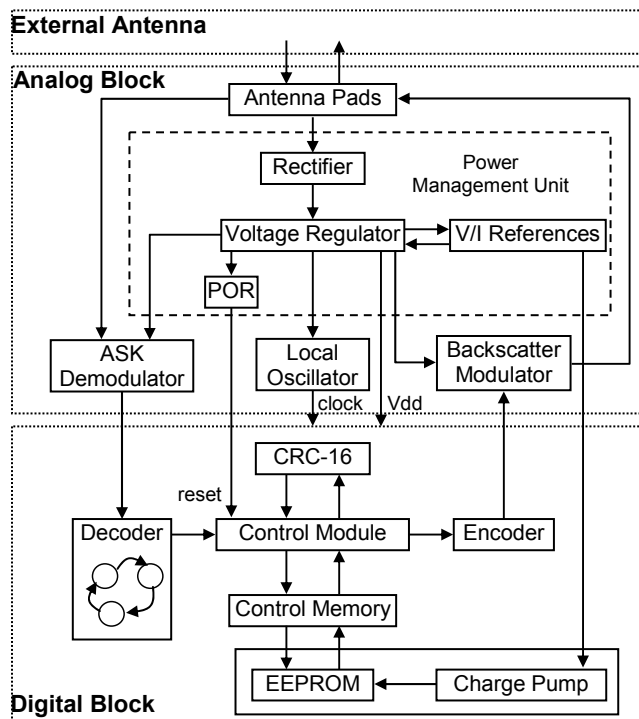 External Antenna
Analog Block
Antenna Pads
Rectifier
Power
Management Unit
Voltage Regulator
V/I References
POR
ASK
Demodulator
Local
Oscillator
Backscatter
Modulator
clock
Vdd
CRC-16
reset
Decoder
Control Module
Encoder
Control Memory
EEPROM
Charge Pump
Digital Block